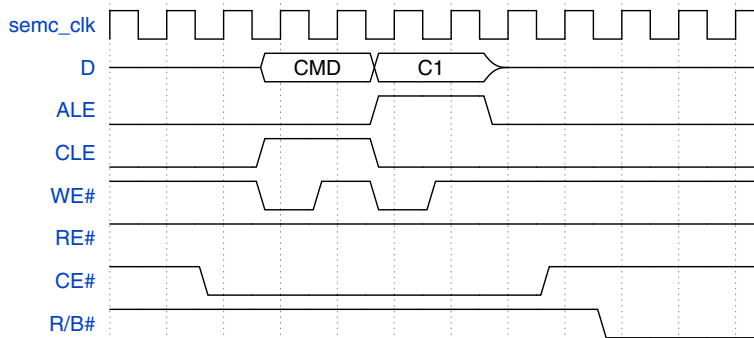 semc_clk
D CMD C1
ALE
CLE
WE#
RE#
CE#
R/B#